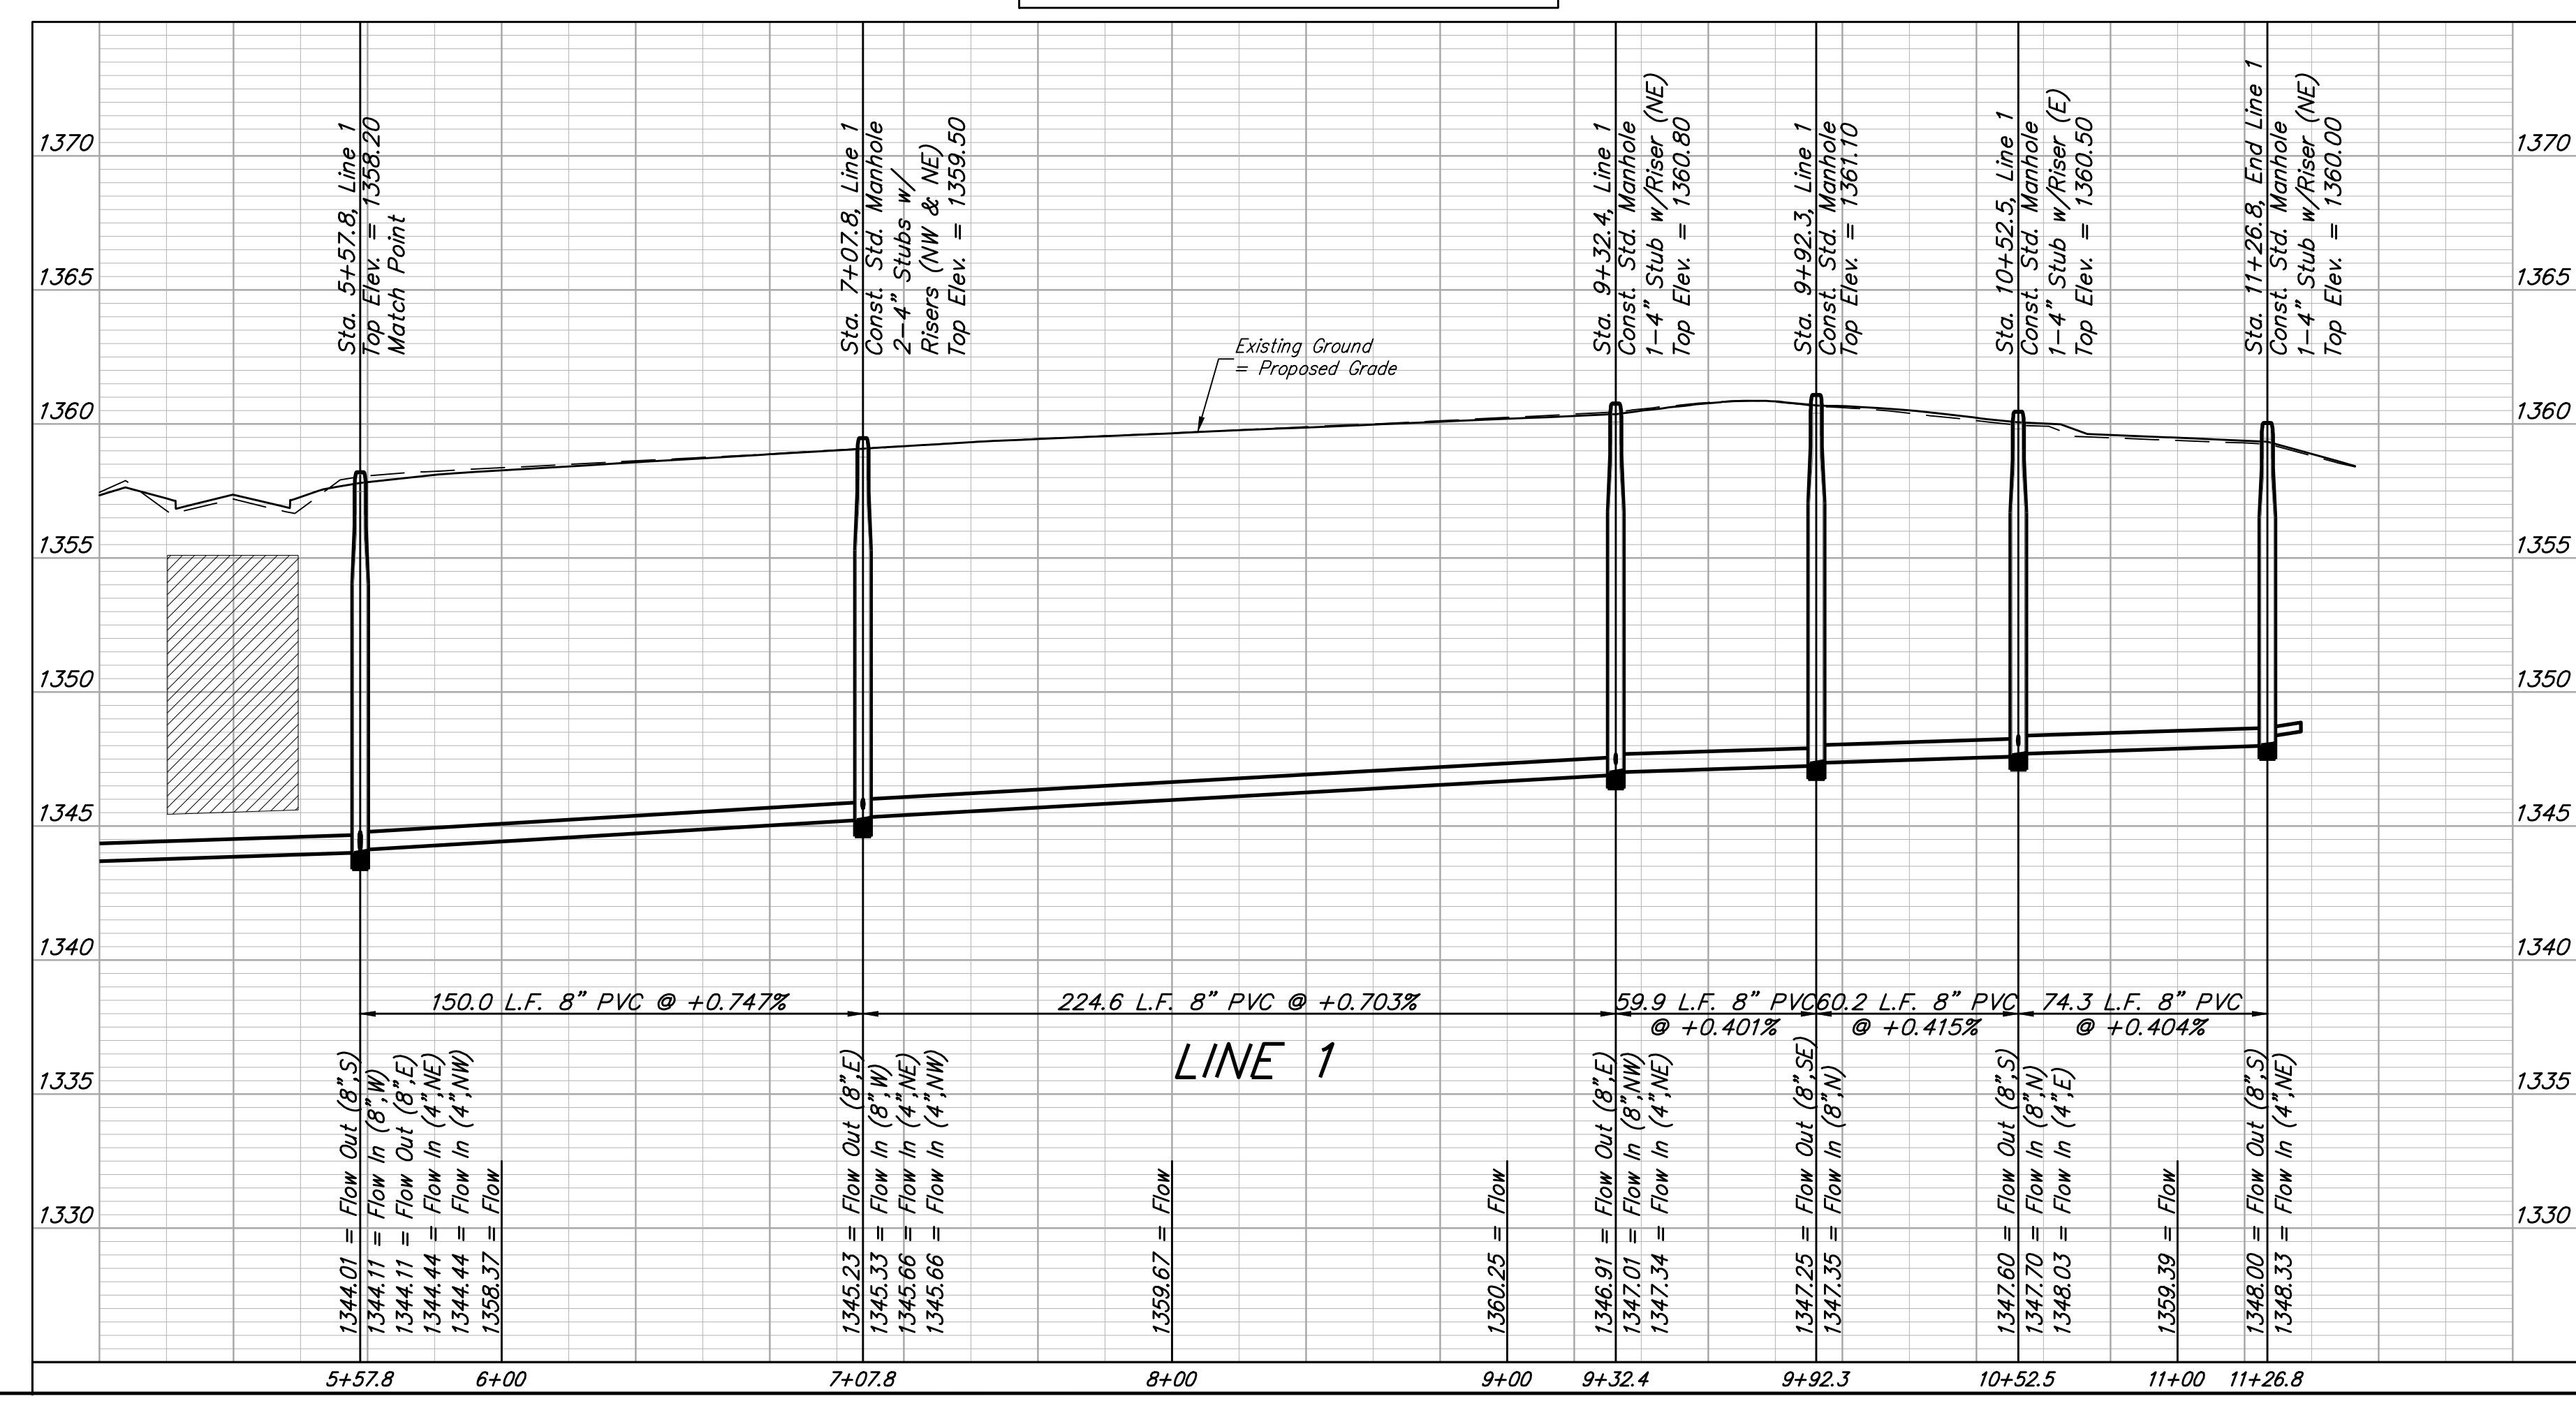 1370
1365
1360
1355
1350
1345
1340
1335
1330
Sta. 5+57.8, Line 1
Top Elev. = 1358.20
Match Point
Sta. 7+07.8, Line 1
Const. Std. Manhole
2-4" Stubs w/
Risers (NW & NE)
Top Elev. = 1359.50
Existing Ground
= Proposed Grade
Sta. 9+32.4, Line 1
Const. Std. Manhole
1-4" Stub w/Riser (NE)
Top Elev. = 1360.80
Sta. 9+92.3, Line 1
Const. Std. Manhole
Top Elev. = 1361.10
Sta. 10+52.5, Line 1
Const. Std. Manhole
1-4" Stub w/Riser (E)
Top Elev. = 1360.50
Sta. 11+26.8, End Line 1
Const. Std. Manhole
1-4" Stub w/Riser (NE)
Top Elev. = 1360.00
1370
1365
1360
1355
1350
1345
1340
1335
1330
150.0 L.F. 8" PVC @ +0.747%
224.6 L.F. 8" PVC @ +0.703%
59.9 L.F. 8" PVC
@ +0.401%
60.2 L.F. 8" PVC
@ +0.415%
74.3 L.F. 8" PVC
@ +0.404%
LINE 1
1344.01 = Flow Out (8",S)
1344.11 = Flow In (8",W)
1344.11 = Flow Out (8",E)
1344.44 = Flow In (4",NE)
1344.44 = Flow In (4",NW)
1358.37 = Flow
1345.23 = Flow Out (8",E)
1345.33 = Flow In (8",W)
1345.66 = Flow In (4",NE)
1345.66 = Flow In (4",NW)
1359.67 = Flow
1360.25 = Flow
1346.91 = Flow Out (8",E)
1347.01 = Flow In (8",NW)
1347.34 = Flow In (4",NE)
1347.25 = Flow Out (8",SE)
1347.35 = Flow In (8",N)
1347.60 = Flow Out (8",S)
1347.70 = Flow In (8",N)
1348.03 = Flow In (4",E)
1359.39 = Flow
1348.00 = Flow Out (8",S)
1348.33 = Flow In (4",NE)
5+57.8
6+00
7+07.8
8+00
9+00
9+32.4
9+92.3
10+52.5
11+00
11+26.8